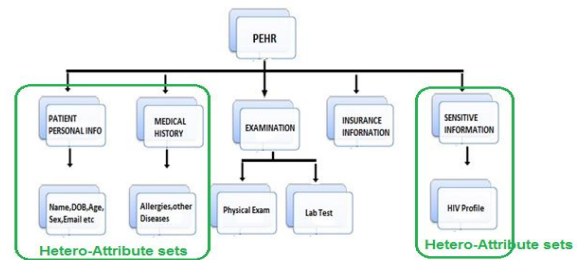 PEHR
PATIENT
PERSONAL INFO
MEDICAL
HISTORY
EXAMINATION
INSURANCE
INFORNATION
SENSITIVE
INFORMATION
Name,DOB,Age,
Sex,Email etc
Allergies,other
Diseases
Physical Exam
Lab Test
HIV Profile
Hetero-Attribute sets
Hetero-Attribute sets